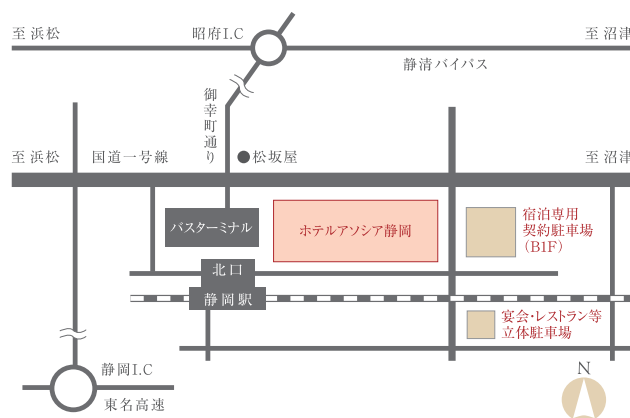 至 浜松
昭府I.C
至 沼津
静清バイパス
御幸町通り
至 浜松
国道一号線
松坂屋
至 沼津
バスターミナル
ホテルアソシア静岡
宿泊専用
契約駐車場
(B1F)
北口
静岡駅
宴会・レストラン等
立体駐車場
静岡I.C
東名高速
N